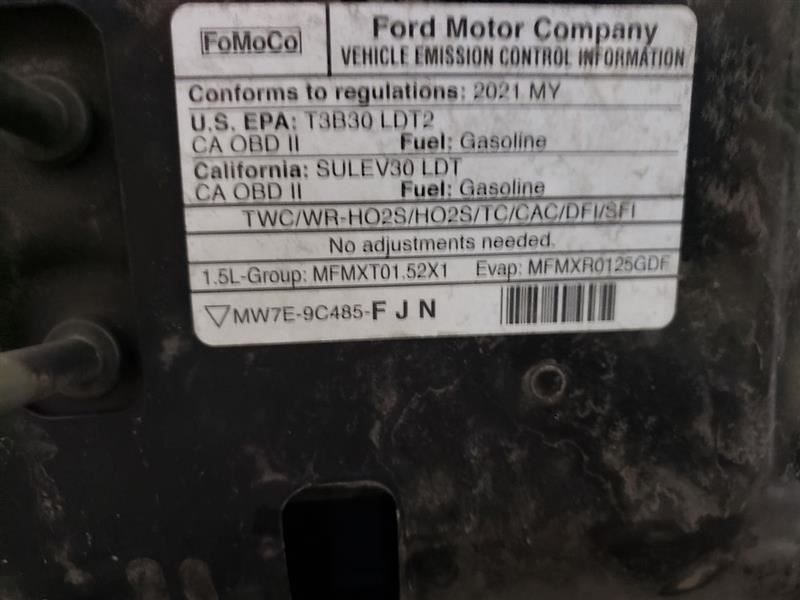 FoMoCo
Ford Motor Company
VEHICLE EMISSION CONTROL INFORMATION
Conforms to regulations: 2021 MY
U.S. EPA: T3B30 LDT2
CA OBD II Fuel: Gasoline
California: SULEV30 LDT
CA OBD II Fuel: Gasoline
TWC/WR-HO2S/HO2S/TC/CAC/DFI/SFI
No adjustments needed.
1.5L-Group: MFMXT01.52X1 Evap: MFMXR0125GDF
▽MW7E-9C485-F J N